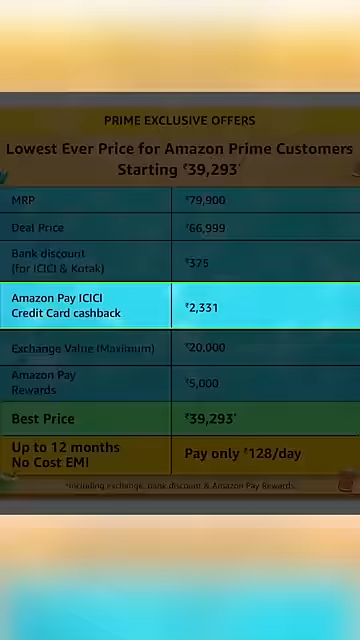 PRIME EXCLUSIVE OFFERS
Lowest Ever Price for Amazon Prime Customers
Starting ₹39,293*
MRP ₹79,900
Deal Price ₹66,999
Bank discount
(for ICICI & Kotak) ₹375
Amazon Pay ICICI
Credit Card cashback ₹2,331
Exchange Value (Maximum) ₹20,000
Amazon Pay
Rewards ₹5,000
Best Price ₹39,293*
Up to 12 months
No Cost EMI Pay only ₹128/day
*Including exchange, bank discount & Amazon Pay Rewards.